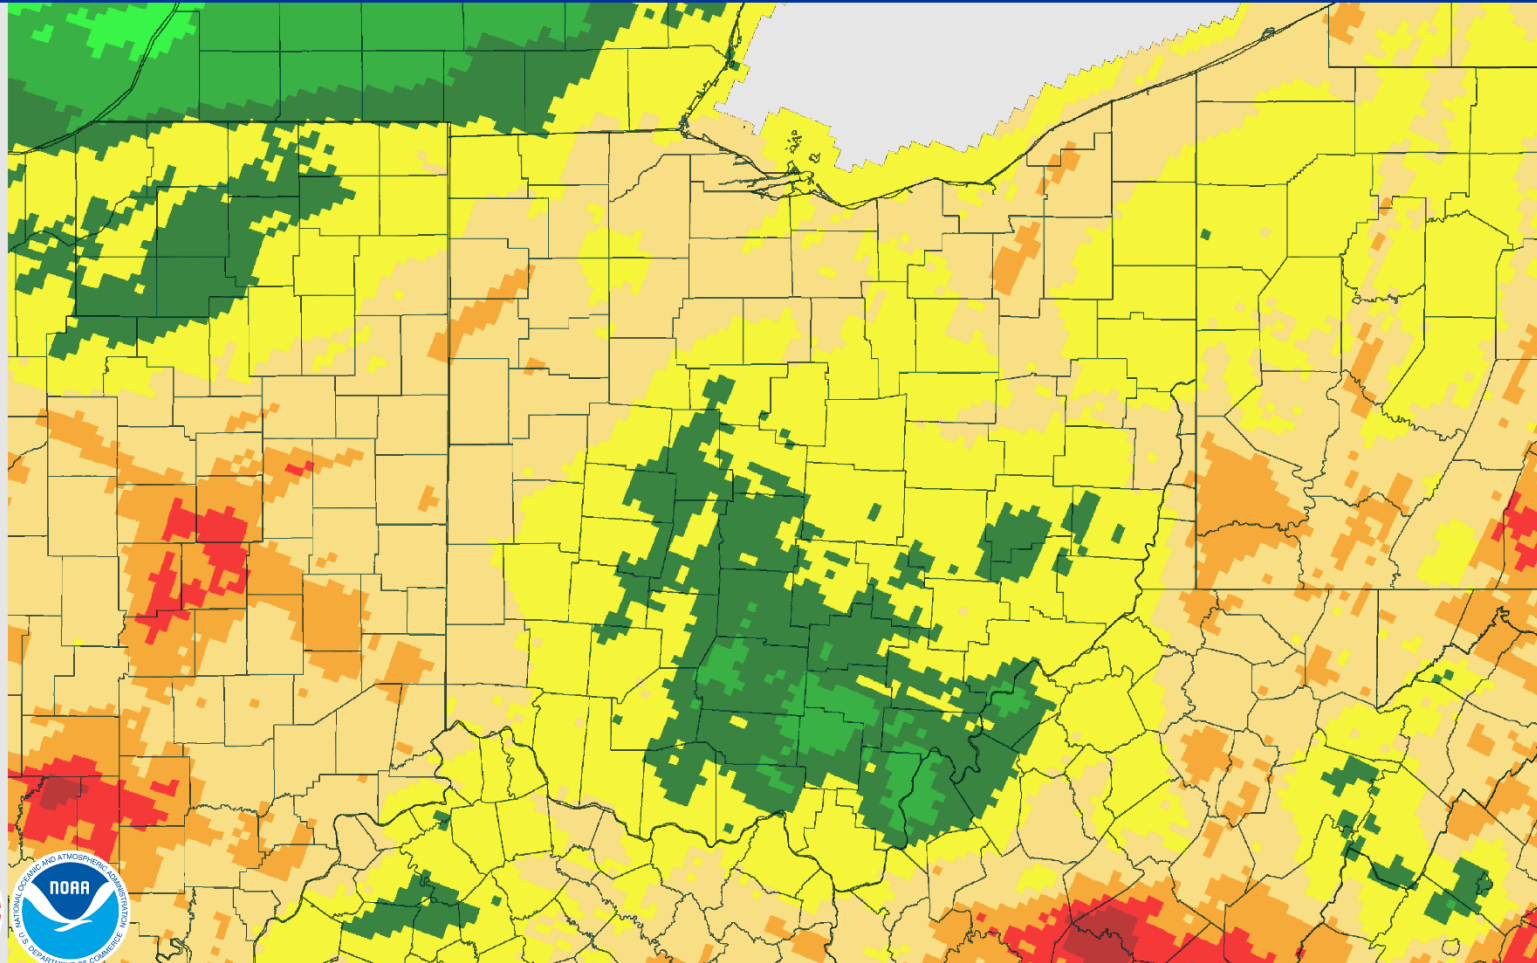 NATIONAL OCEANIC AND ATMOSPHERIC ADMINISTRATION
NOAA
U.S. DEPARTMENT OF COMMERCE